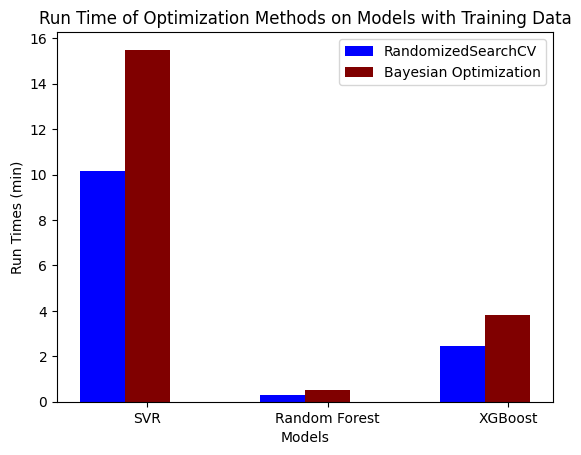 Run Time of Optimization Methods on Models with Training Data
RandomizedSearchCV
Bayesian Optimization
Run Times (min)
16
14
12
10
8
6
4
2
0
SVR
Random Forest
XGBoost
Models